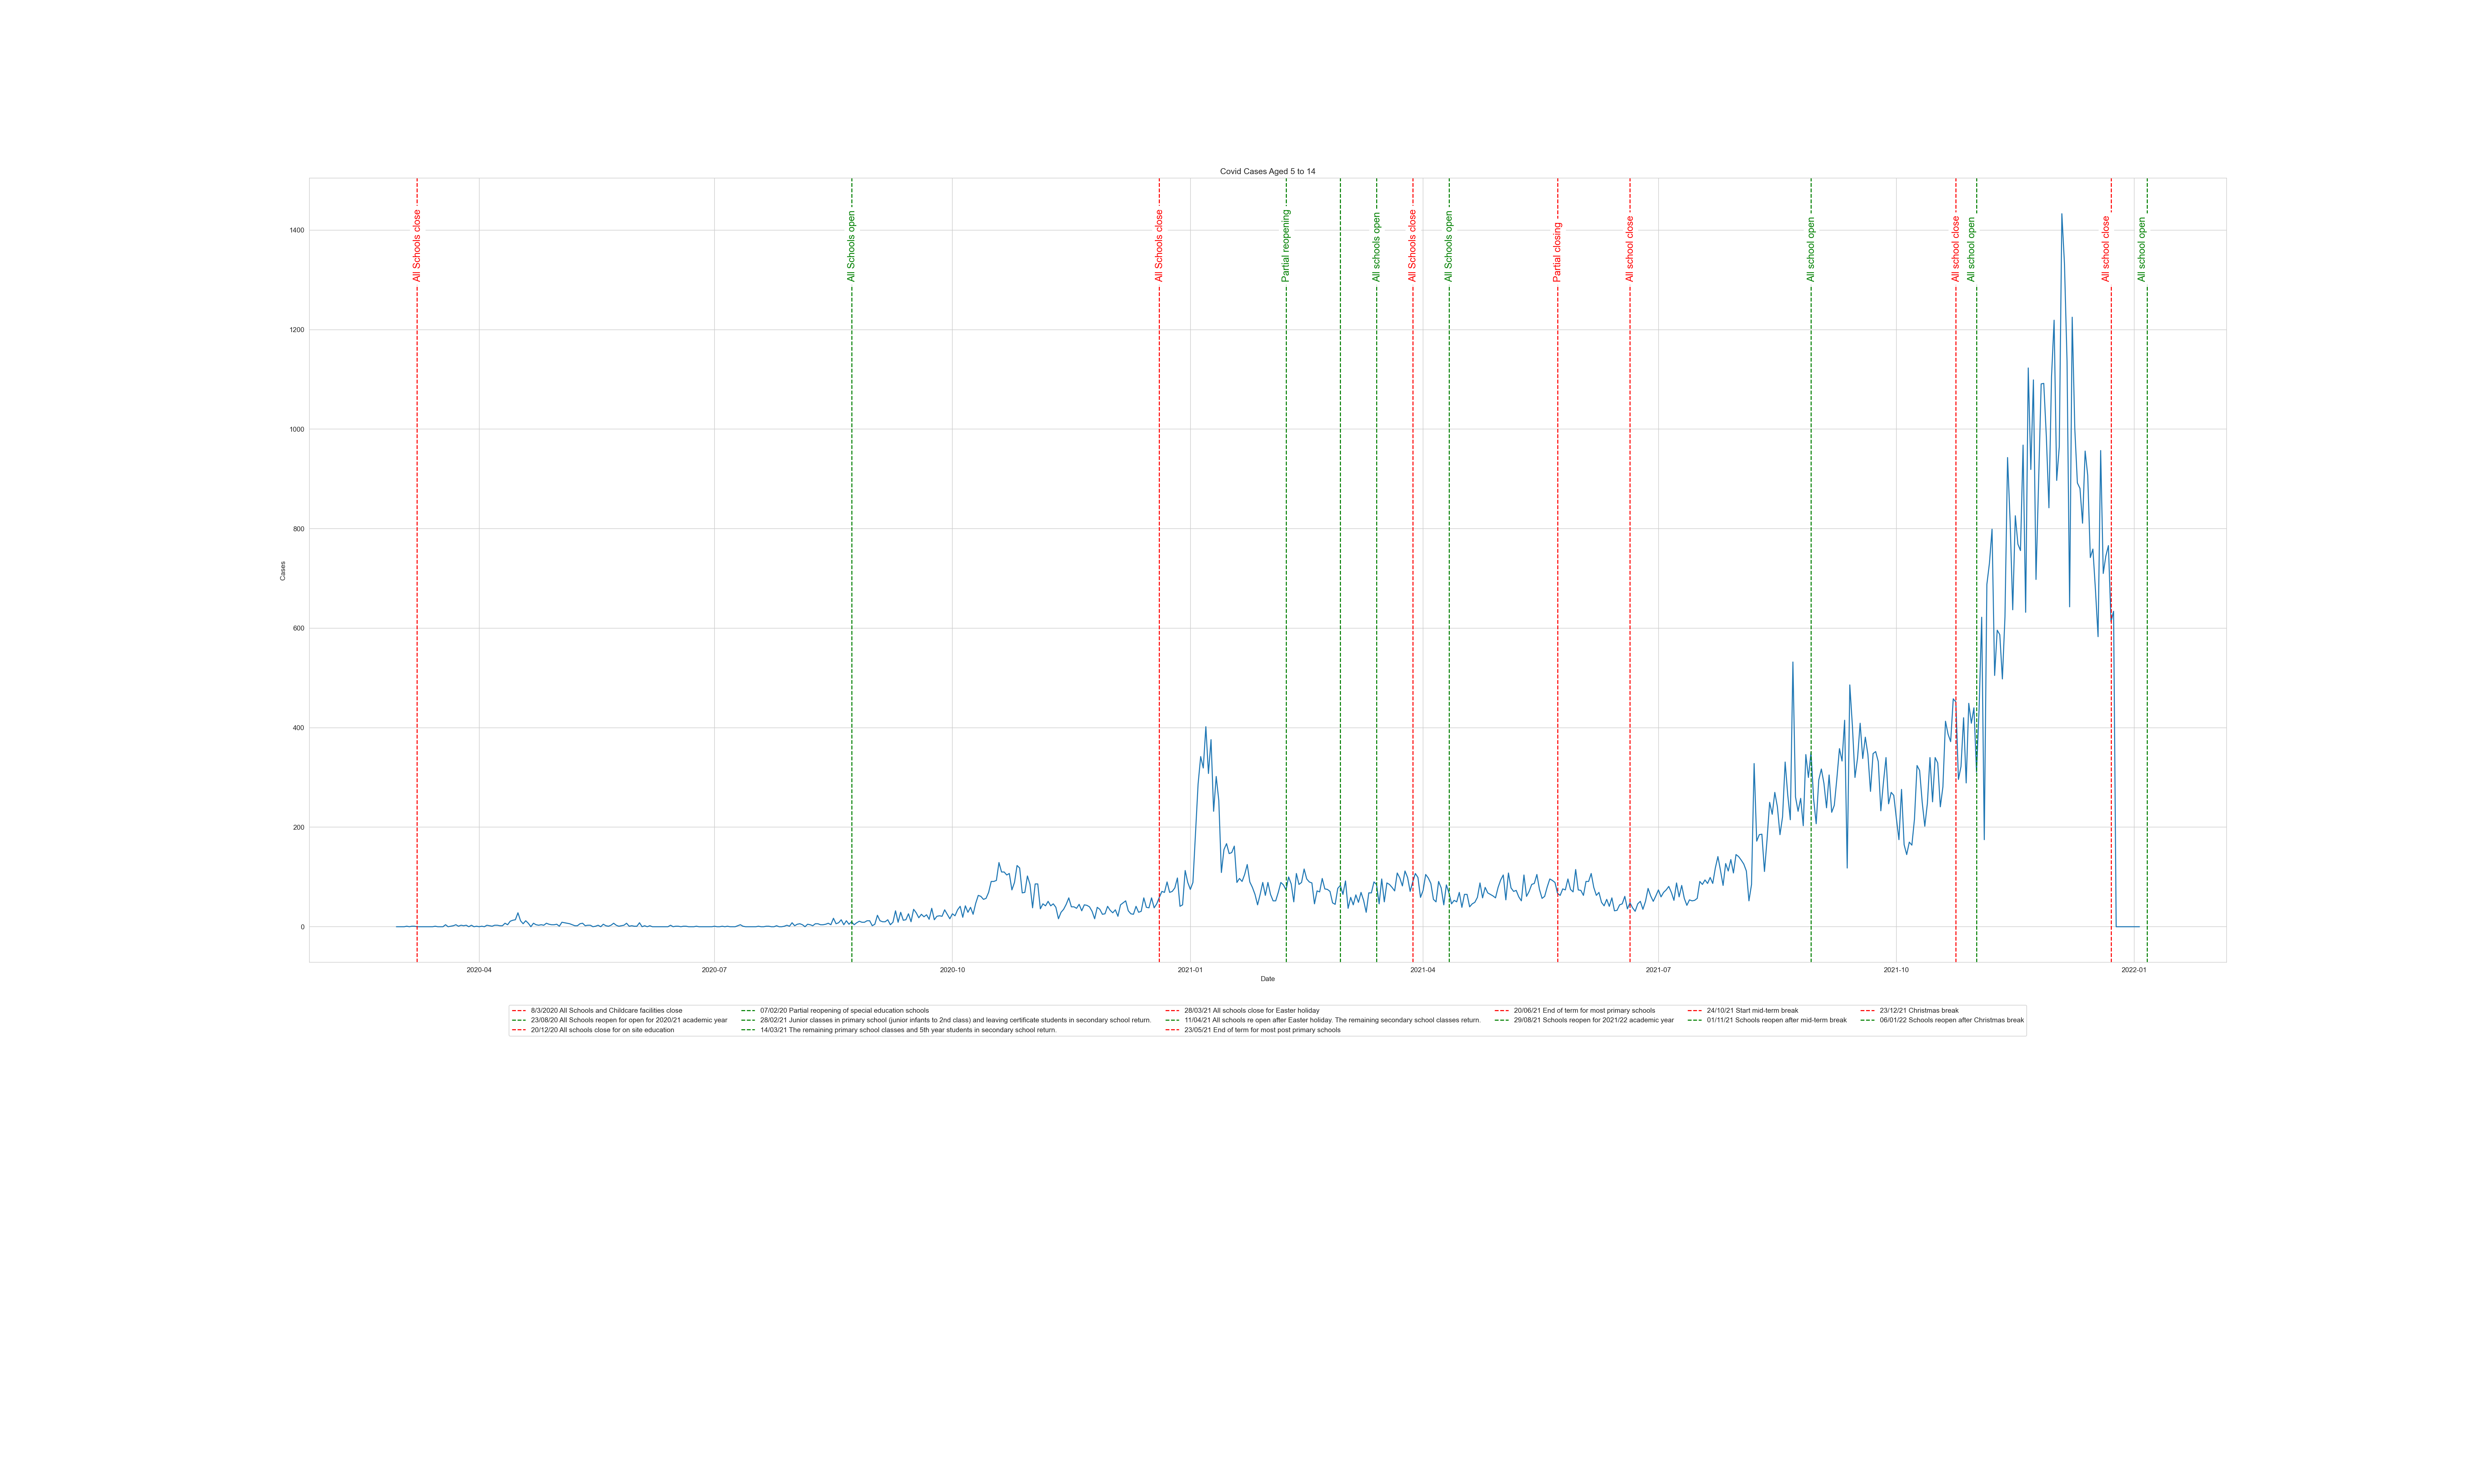 Covid Cases Aged 5 to 14
All Schools close
All Schools open
All Schools close
Partial reopening
All schools open
All Schools close
All Schools open
Partial closing
All school close
All school open
All school close
All school open
All school close
All school open
1400
1200
1000
800
600
400
200
0
Cases
2020-04
2020-07
2020-10
2021-01
2021-04
2021-07
2021-10
2022-01
Date
8/3/2020 All Schools and Childcare facilities close
23/08/20 All Schools reopen for open for 2020/21 academic year
20/12/20 All schools close for on site education
07/02/20 Partial reopening of special education schools
28/02/21 Junior classes in primary school (junior infants to 2nd class) and leaving certificate students in secondary school return.
14/03/21 The remaining primary school classes and 5th year students in secondary school return.
28/03/21 All schools close for Easter holiday
11/04/21 All schools re open after Easter holiday. The remaining secondary school classes return.
23/05/21 End of term for most post primary schools
20/06/21 End of term for most primary schools
29/08/21 Schools reopen for 2021/22 academic year
24/10/21 Start mid-term break
01/11/21 Schools reopen after mid-term break
23/12/21 Christmas break
06/01/22 Schools reopen after Christmas break